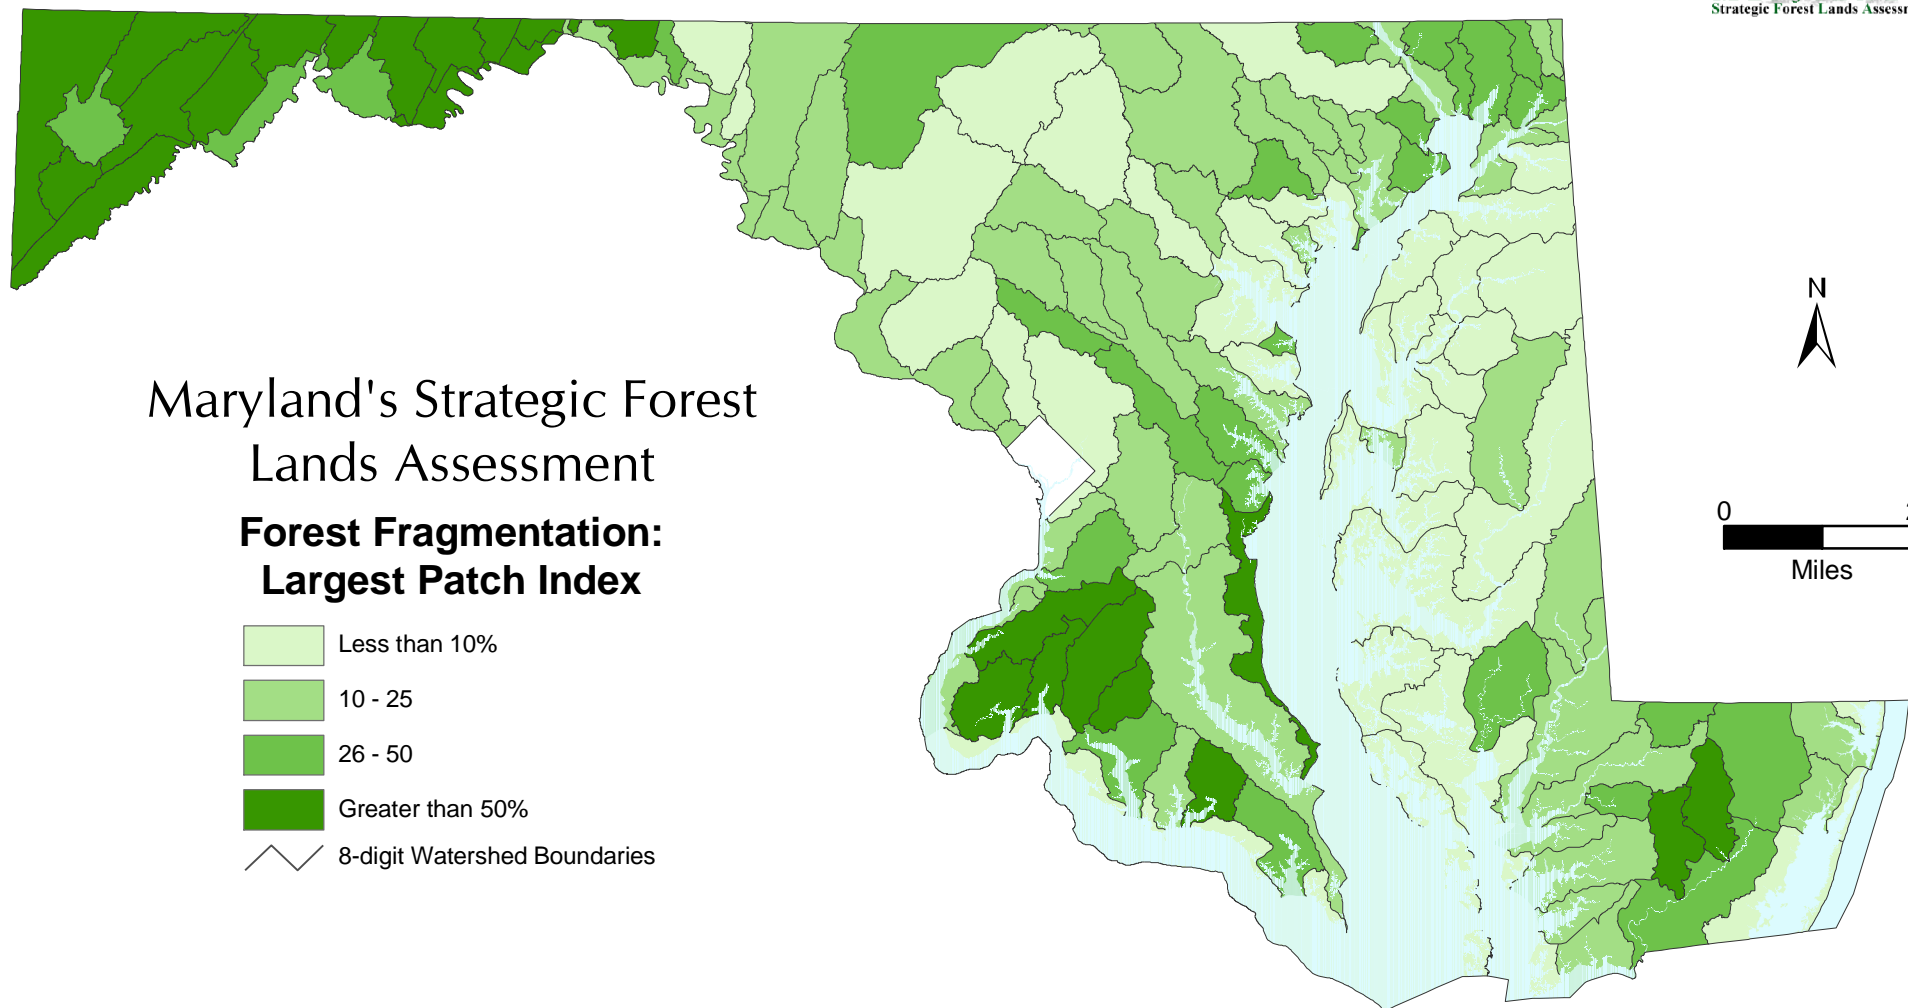 Strategic Forest Lands
Maryland's Strategic Forest
Lands Assessment
Forest Fragmentation:
Largest Patch Index
Less than 10%
10 - 25
26 - 50
Greater than 50%
8-digit Watershed Boundaries
N
0
Miles